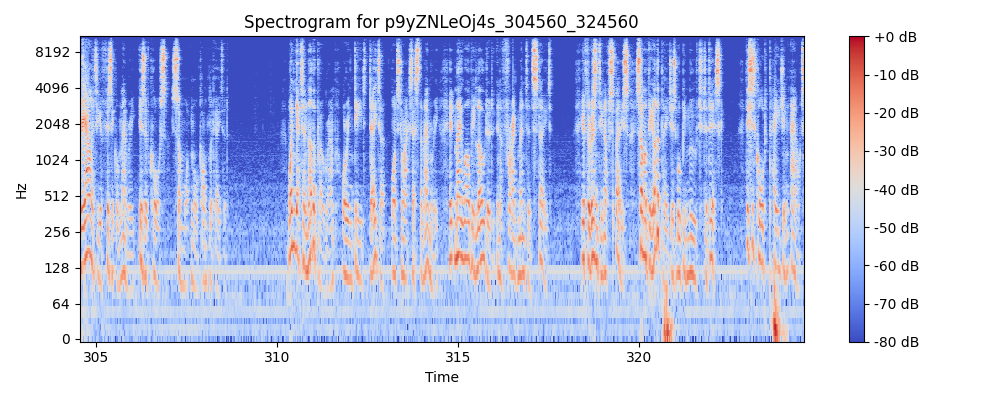 Spectrogram for p9yZNLeOj4s_304560_324560
8192
4096
2048
1024
512
256
128
64
0
Hz
305
310
315
320
Time
+0 dB
-10 dB
-20 dB
-30 dB
-40 dB
-50 dB
-60 dB
-70 dB
-80 dB